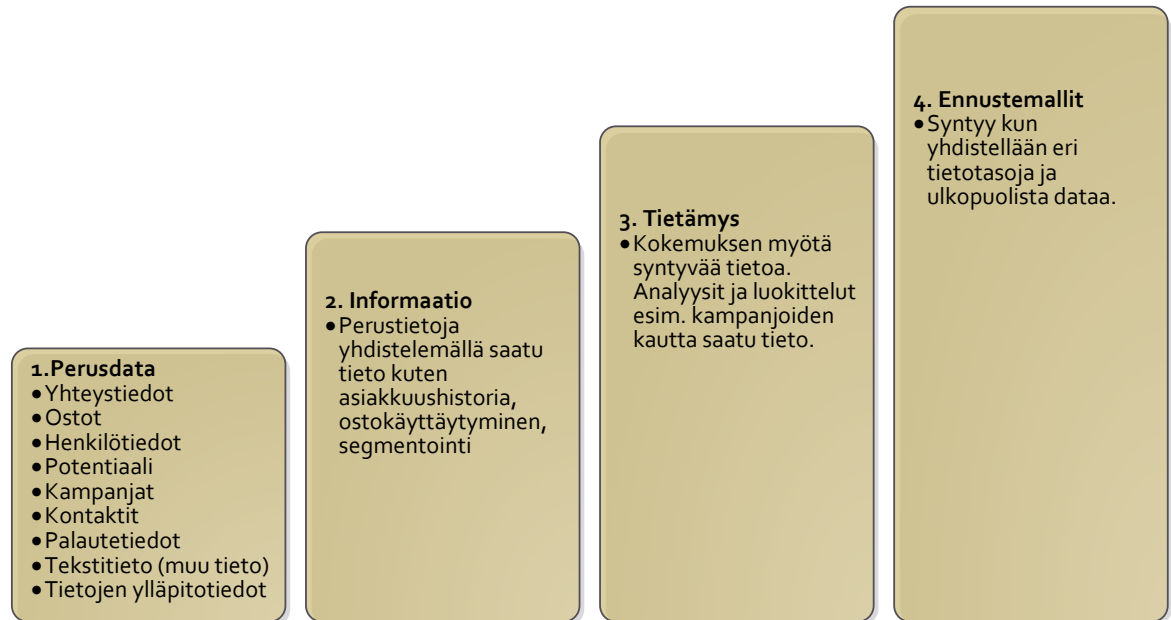 1.Perusdata
•Yhteystiedot
•Ostot
•Henkilötiedot
•Potentiaali
•Kampanjat
•Kontaktit
•Palautetiedot
•Tekstitieto (muu tieto)
•Tietojen ylläpitotiedot
2. Informaatio
•Perustietoja
yhdistelemällä saatu
tieto kuten
asiakkuushistoria,
ostokäyttäytyminen,
segmentointi
3. Tietämys
•Kokemuksen myötä
syntyvää tietoa.
Analyysit ja luokittelut
esim. kampanjoiden
kautta saatu tieto.
4. Ennustemallit
•Syntyy kun
yhdistellään eri
tietotasoja ja
ulkopuolista dataa.